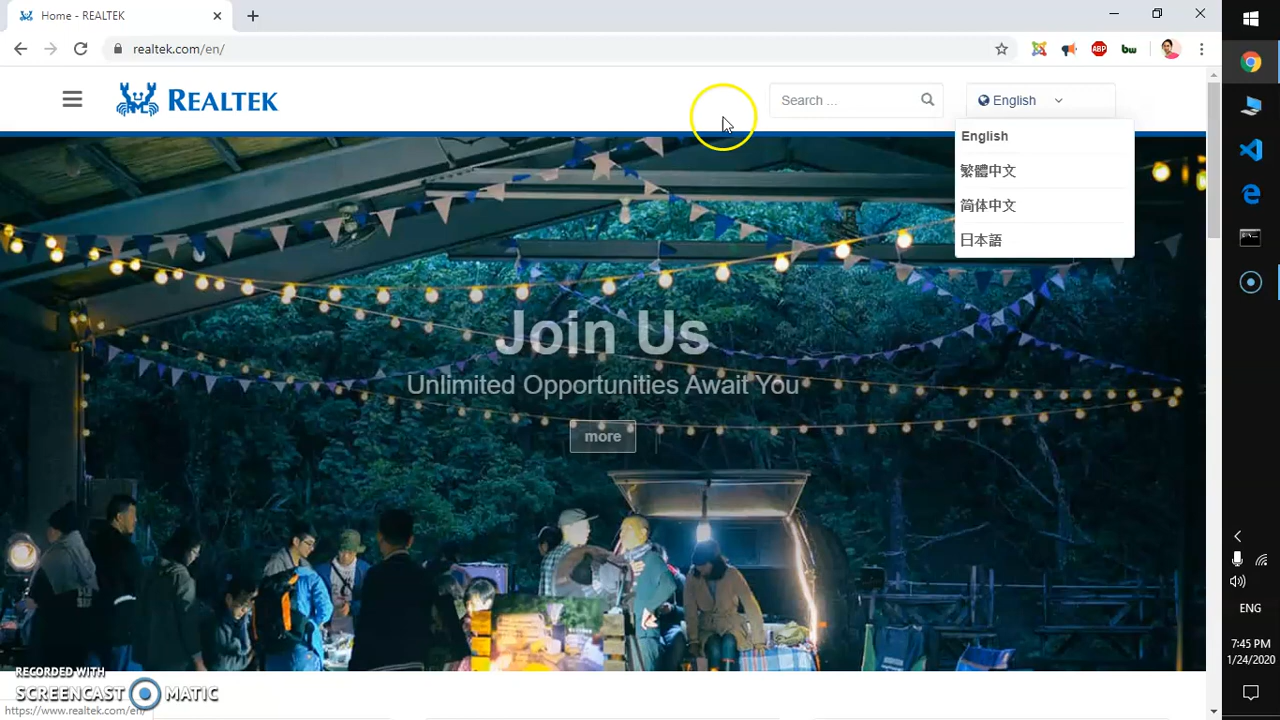 Home - REALTEK
realtek.com/en/
ABP
bw
REALTEK
Search ...
English
English
繁體中文
简体中文
日本語
Join Us
Unlimited Opportunities Await You
more
ENG
7:45 PM
1/24/2020
RECORDED WITH
SCREENCAST MATIC
https://www.realtek.com/en/